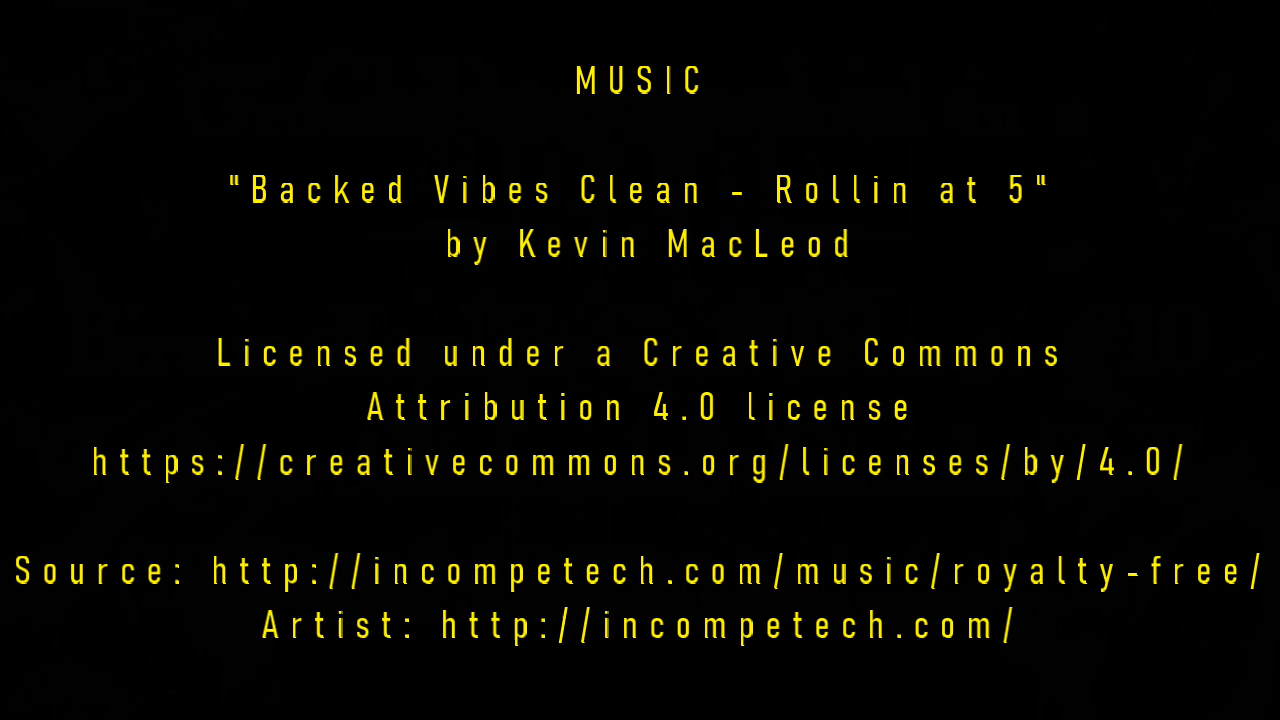 MUSIC
"Backed Vibes Clean - Rollin at 5"
by Kevin MacLeod
Licensed under a Creative Commons
Attribution 4.0 license
https://creativecommons.org/licenses/by/4.0/
Source: http://incompetech.com/music/royalty-free/
Artist: http://incompetech.com/